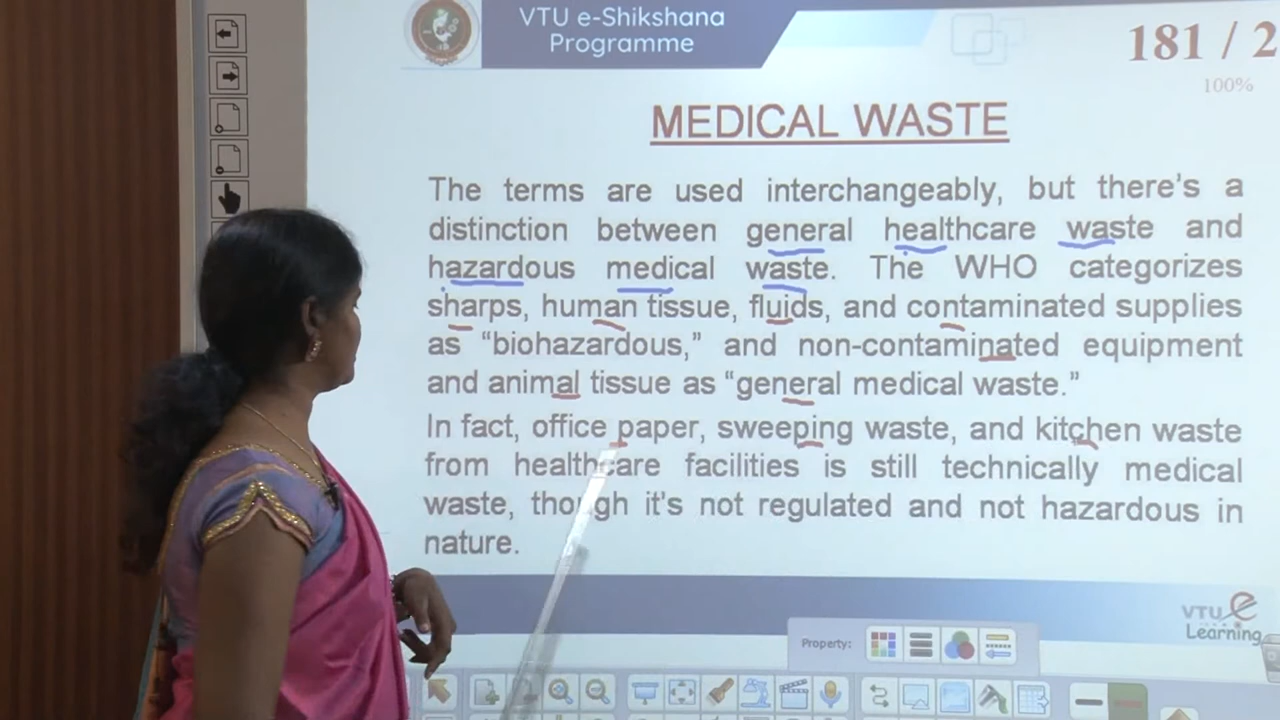 VTU e-Shikshana
Programme
181 / 2
100%
MEDICAL WASTE
The terms are used interchangeably, but there's a
distinction between general healthcare waste and
hazardous medical waste. The WHO categorizes
sharps, human tissue, fluids, and contaminated supplies
as “biohazardous,” and non-contaminated equipment
and animal tissue as “general medical waste.”
In fact, office paper, sweeping waste, and kitchen waste
from healthcare facilities is still technically medical
waste, though it's not regulated and not hazardous in
nature.
VTU e
Learning
Property: